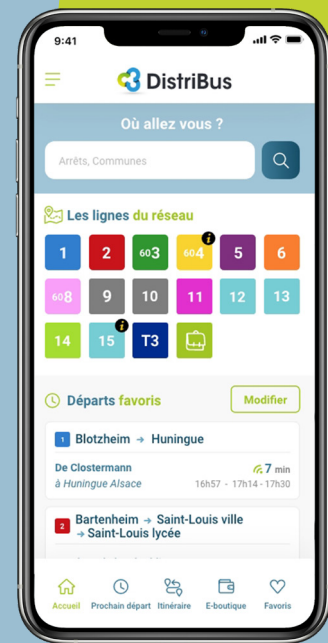 9:41
DistriBus
Où allez vous ?
Arrêts, Communes
Les lignes du réseau
1 2 603 604 i 5 6
608 9 10 11 12 13
14 15 i T3
Départs favoris Modifier
1 Blotzheim → Huningue
De Clostermann 7 min
à Huningue Alsace 16h57 - 17h14 - 17h30
2 Bartenheim → Saint-Louis ville
→ Saint-Louis lycée
Accueil Prochain départ Itinéraire E-boutique Favoris